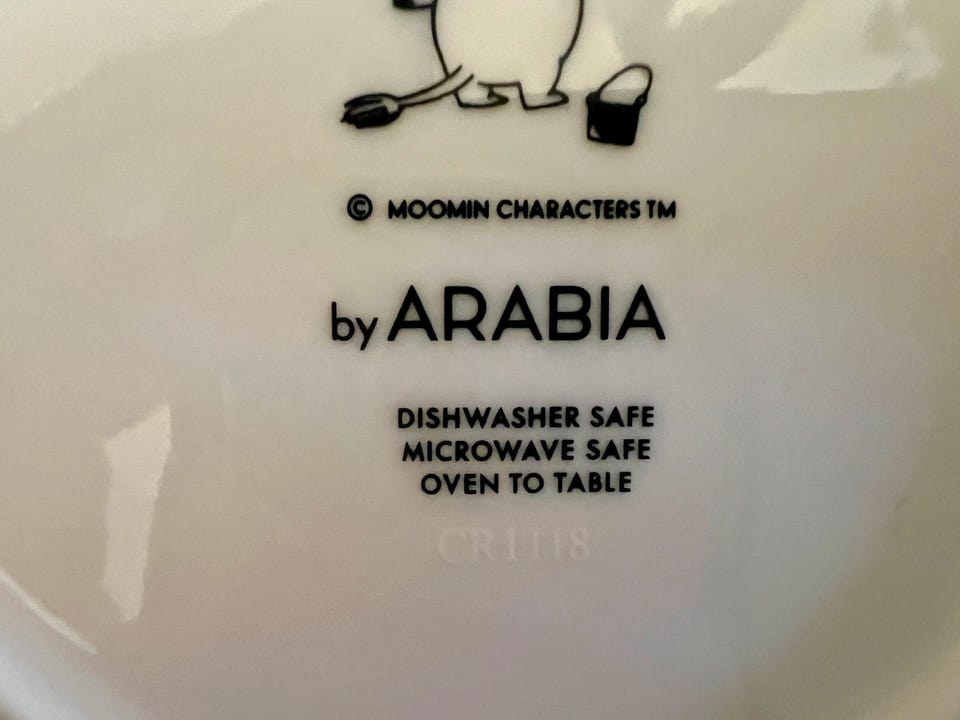 © MOOMIN CHARACTERS TM
by ARABIA
DISHWASHER SAFE
MICROWAVE SAFE
OVEN TO TABLE
CR1118